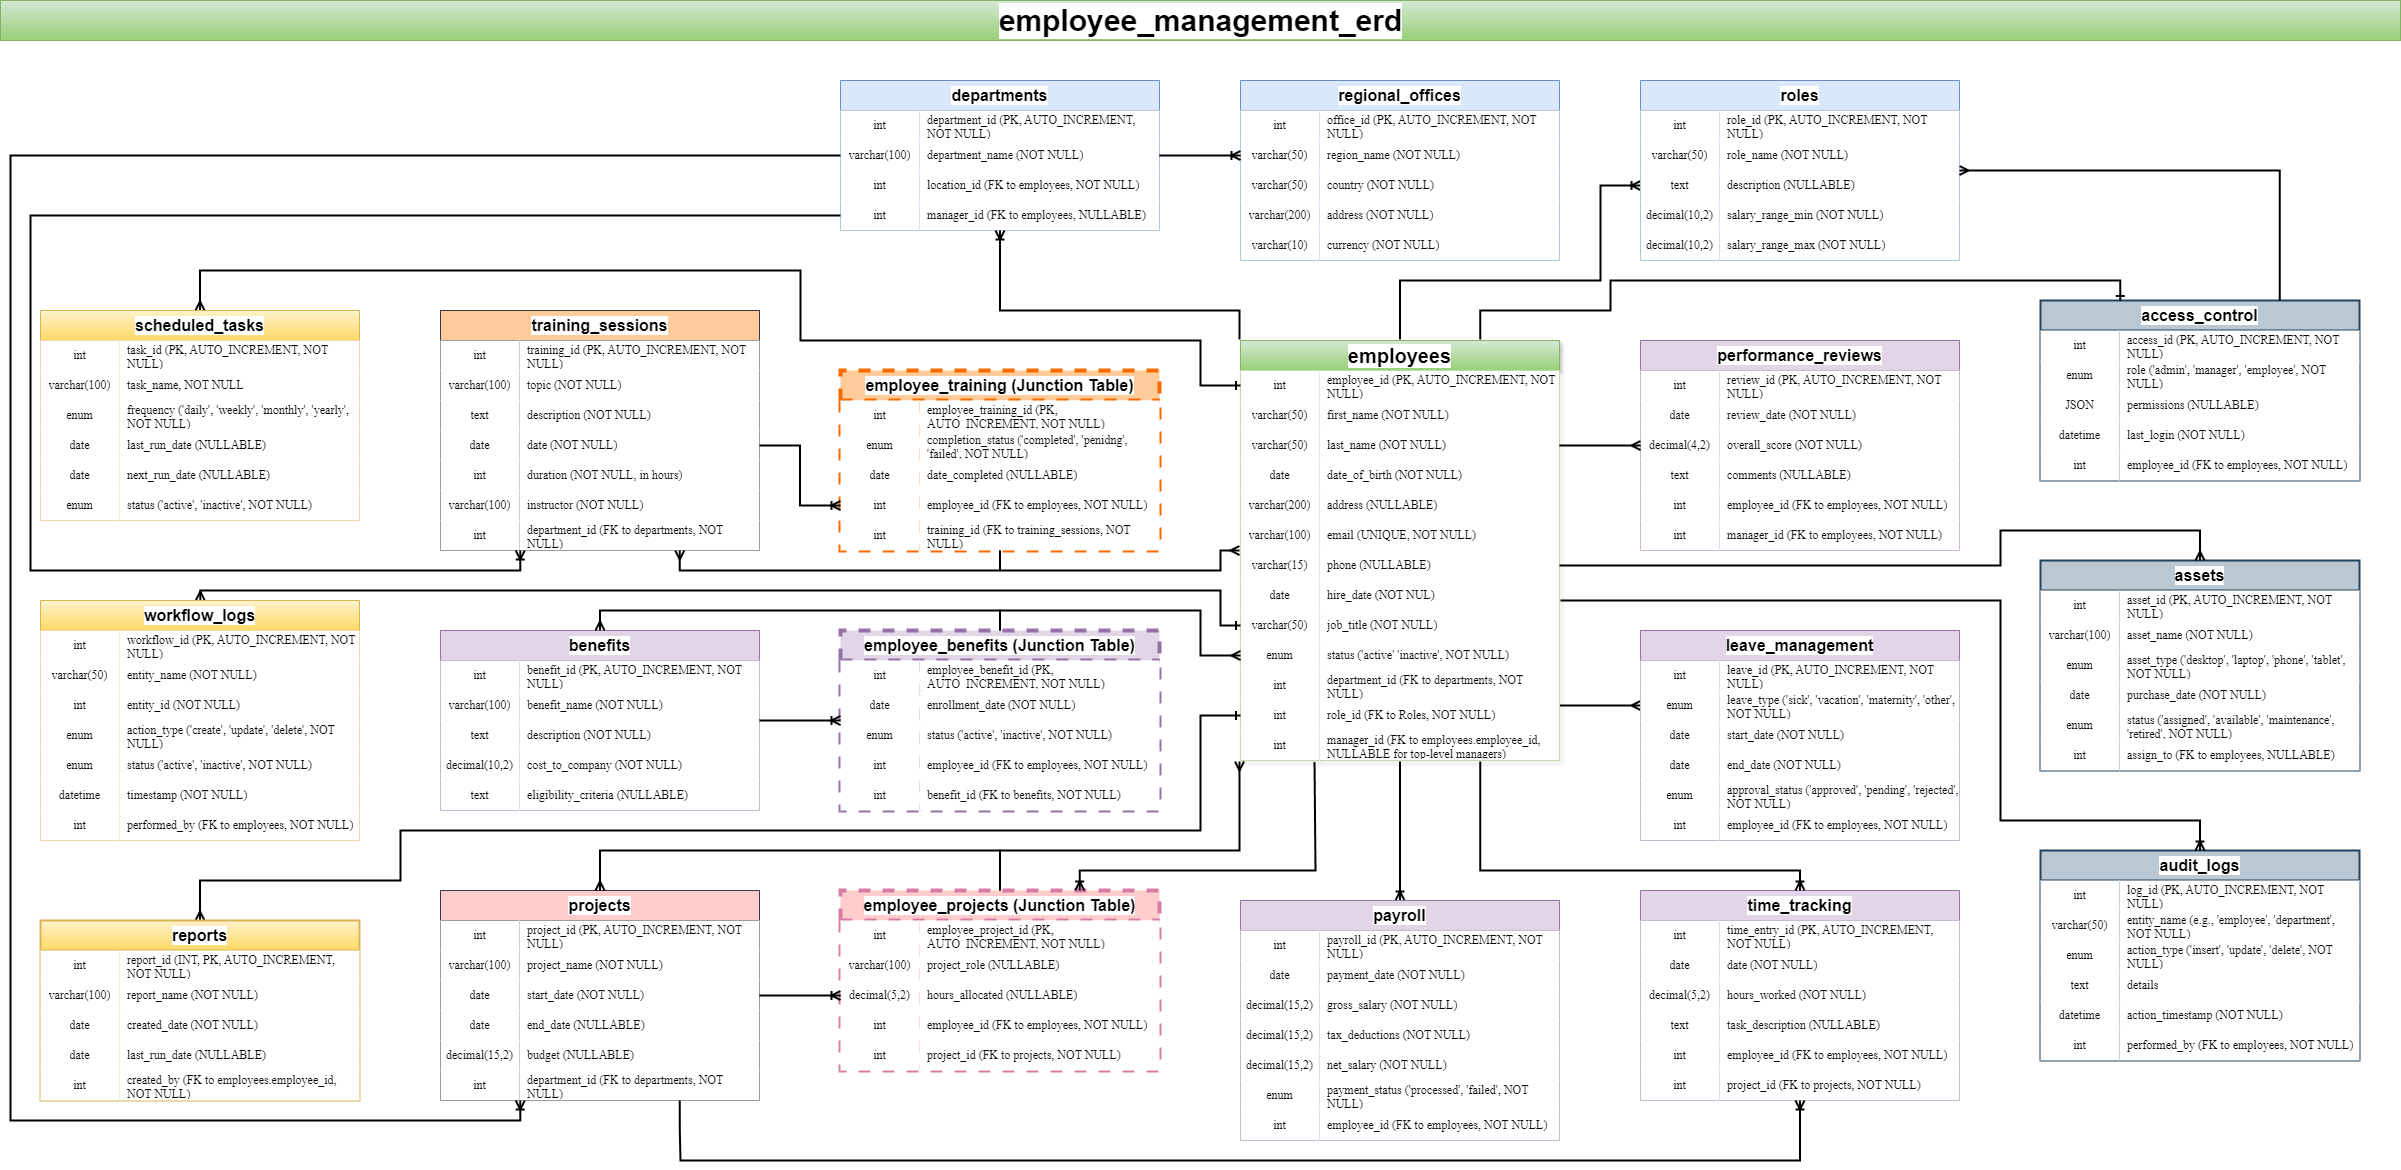 employee_management_erd
departments
int
department_id (PK, AUTO_INCREMENT,
NOT NULL)
varchar(100)
department_name (NOT NULL)
int
location_id (FK to employees, NOT NULL)
int
manager_id (FK to employees, NULLABLE)
regional_offices
int
office_id (PK, AUTO_INCREMENT, NOT
NULL)
varchar(50)
region_name (NOT NULL)
varchar(50)
country (NOT NULL)
varchar(200)
address (NOT NULL)
varchar(10)
currency (NOT NULL)
roles
int
role_id (PK, AUTO_INCREMENT, NOT
NULL)
varchar(50)
role_name (NOT NULL)
text
description (NULLABLE)
decimal(10,2)
salary_range_min (NOT NULL)
decimal(10,2)
salary_range_max (NOT NULL)
scheduled_tasks
int
task_id (PK, AUTO_INCREMENT, NOT
NULL)
varchar(100)
task_name, NOT NULL
enum
frequency ('daily', 'weekly', 'monthly', 'yearly',
NOT NULL)
date
last_run_date (NULLABLE)
date
next_run_date (NULLABLE)
enum
status ('active', 'inactive', NOT NULL)
training_sessions
int
training_id (PK, AUTO_INCREMENT, NOT
NULL)
varchar(100)
topic (NOT NULL)
text
description (NOT NULL)
date
date (NOT NULL)
int
duration (NOT NULL, in hours)
varchar(100)
instructor (NOT NULL)
int
department_id (FK to departments, NOT
NULL)
employee_training (Junction Table)
int
employee_training_id (PK,
AUTO_INCREMENT, NOT NULL)
enum
completion_status ('completed', 'penidng',
'failed', NOT NULL)
date
date_completed (NULLABLE)
int
employee_id (FK to employees, NOT NULL)
int
training_id (FK to training_sessions, NOT
NULL)
employees
int
employee_id (PK, AUTO_INCREMENT, NOT
NULL)
varchar(50)
first_name (NOT NULL)
varchar(50)
last_name (NOT NULL)
date
date_of_birth (NOT NULL)
varchar(200)
address (NULLABLE)
varchar(100)
email (UNIQUE, NOT NULL)
varchar(15)
phone (NULLABLE)
date
hire_date (NOT NUL)
varchar(50)
job_title (NOT NULL)
enum
status ('active' 'inactive', NOT NULL)
int
department_id (FK to departments, NOT
NULL)
int
role_id (FK to Roles, NOT NULL)
int
manager_id (FK to employees.employee_id,
NULLABLE for top-level managers)
performance_reviews
int
review_id (PK, AUTO_INCREMENT, NOT
NULL)
date
review_date (NOT NULL)
decimal(4,2)
overall_score (NOT NULL)
text
comments (NULLABLE)
int
employee_id (FK to employees, NOT NULL)
int
manager_id (FK to employees, NOT NULL)
access_control
int
access_id (PK, AUTO_INCREMENT, NOT
NULL)
enum
role ('admin', 'manager', 'employee', NOT
NULL)
JSON
permissions (NULLABLE)
datetime
last_login (NOT NULL)
int
employee_id (FK to employees, NOT NULL)
workflow_logs
int
workflow_id (PK, AUTO_INCREMENT, NOT
NULL)
varchar(50)
entity_name (NOT NULL)
int
entity_id (NOT NULL)
enum
action_type ('create', 'update', 'delete', NOT
NULL)
enum
status ('active', 'inactive', NOT NULL)
datetime
timestamp (NOT NULL)
int
performed_by (FK to employees, NOT NULL)
benefits
int
benefit_id (PK, AUTO_INCREMENT, NOT
NULL)
varchar(100)
benefit_name (NOT NULL)
text
description (NOT NULL)
decimal(10,2)
cost_to_company (NOT NULL)
text
eligibility_criteria (NULLABLE)
employee_benefits (Junction Table)
int
employee_benefit_id (PK,
AUTO_INCREMENT, NOT NULL)
date
enrollment_date (NOT NULL)
enum
status ('active', 'inactive', NOT NULL)
int
employee_id (FK to employees, NOT NULL)
int
benefit_id (FK to benefits, NOT NULL)
leave_management
int
leave_id (PK, AUTO_INCREMENT, NOT
NULL)
enum
leave_type ('sick', 'vacation', 'maternity', 'other',
NOT NULL)
date
start_date (NOT NULL)
date
end_date (NOT NULL)
enum
approval_status ('approved', 'pending', 'rejected',
NOT NULL)
int
employee_id (FK to employees, NOT NULL)
assets
int
asset_id (PK, AUTO_INCREMENT, NOT
NULL)
varchar(100)
asset_name (NOT NULL)
enum
asset_type ('desktop', 'laptop', 'phone', 'tablet',
NOT NULL)
date
purchase_date (NOT NULL)
enum
status ('assigned', 'available', 'maintenance',
'retired', NOT NULL)
int
assign_to (FK to employees, NULLABLE)
reports
int
report_id (INT, PK, AUTO_INCREMENT,
NOT NULL)
varchar(100)
report_name (NOT NULL)
date
created_date (NOT NULL)
date
last_run_date (NULLABLE)
int
created_by (FK to employees.employee_id,
NOT NULL)
projects
int
project_id (PK, AUTO_INCREMENT, NOT
NULL)
varchar(100)
project_name (NOT NULL)
date
start_date (NOT NULL)
date
end_date (NULLABLE)
decimal(15,2)
budget (NULLABLE)
int
department_id (FK to departments, NOT
NULL)
employee_projects (Junction Table)
int
employee_project_id (PK,
AUTO_INCREMENT, NOT NULL)
varchar(100)
project_role (NULLABLE)
decimal(5,2)
hours_allocated (NULLABLE)
int
employee_id (FK to employees, NOT NULL)
int
project_id (FK to projects, NOT NULL)
payroll
int
payroll_id (PK, AUTO_INCREMENT, NOT
NULL)
date
payment_date (NOT NULL)
decimal(15,2)
gross_salary (NOT NULL)
decimal(15,2)
tax_deductions (NOT NULL)
decimal(15,2)
net_salary (NOT NULL)
enum
payment_status ('processed', 'failed', NOT
NULL)
int
employee_id (FK to employees, NOT NULL)
time_tracking
int
time_entry_id (PK, AUTO_INCREMENT,
NOT NULL)
date
date (NOT NULL)
decimal(5,2)
hours_worked (NOT NULL)
text
task_description (NULLABLE)
int
employee_id (FK to employees, NOT NULL)
int
project_id (FK to projects, NOT NULL)
audit_logs
int
log_id (PK, AUTO_INCREMENT, NOT
NULL)
varchar(50)
entity_name (e.g., 'employee', 'department',
NOT NULL)
enum
action_type ('insert', 'update', 'delete', NOT
NULL)
text
details
datetime
action_timestamp (NOT NULL)
int
performed_by (FK to employees, NOT NULL)